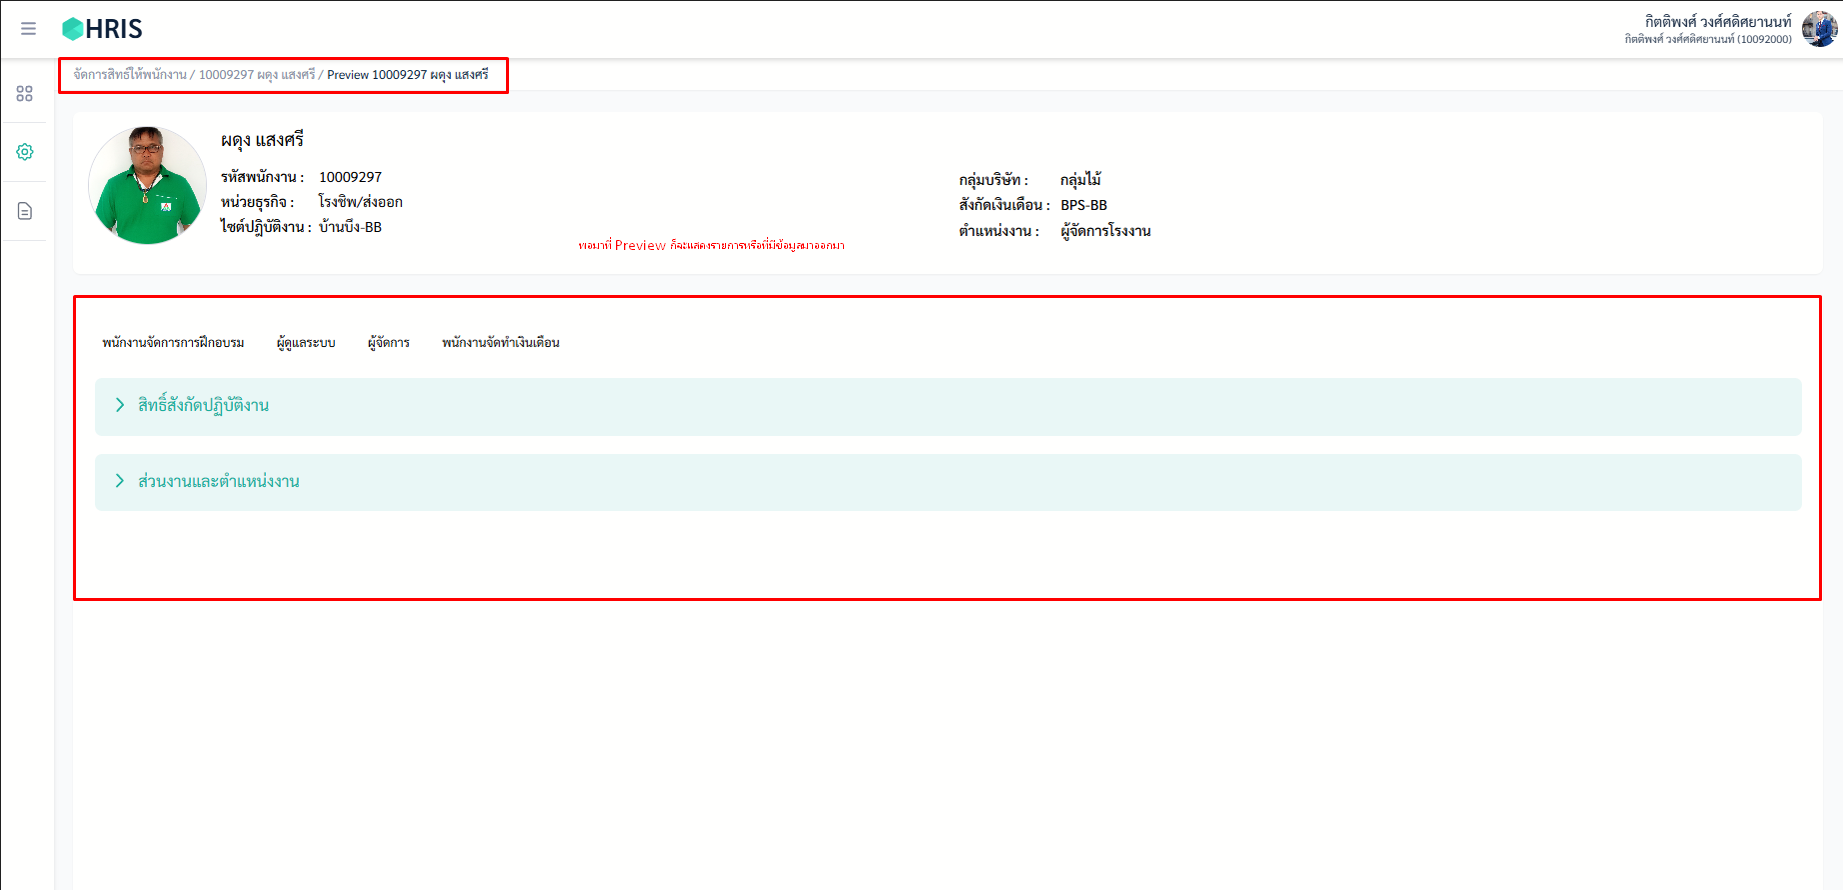 HRIS
กิตติพงศ์ วงศ์ศดิศยานนท์
กิตติพงศ์ วงศ์ศดิศยานนท์ (10092000)
จัดการสิทธ์ให้พนักงาน / 10009297 ผดุง แสงศรี / Preview 10009297 ผดุง แสงศรี
ผดุง แสงศรี
รหัสพนักงาน : 10009297
หน่วยธุรกิจ : โรงชิพ/ส่งออก
ไซต์ปฎิบัติงาน : บ้านบึง-BB
กลุ่มบริษัท : กลุ่มไม้
สังกัดเงินเดือน : BPS-BB
ตำแหน่งงาน : ผู้จัดการโรงงาน
พอมาที่ Preview ก็จะแสดงรายการหรือที่มีข้อมูลมาออกมา
พนักงานจัดการการฝึกอบรม ผู้ดูแลระบบ ผู้จัดการ พนักงานจัดทำเงินเดือน
สิทธิ์สังกัดปฏิบัติงาน
ส่วนงานและตำแหน่งงาน